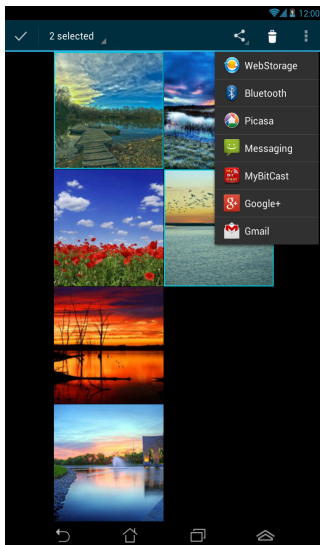 12:00
2 selected
WebStorage
Bluetooth
Picasa
Messaging
MyBitCast
Google+
Gmail